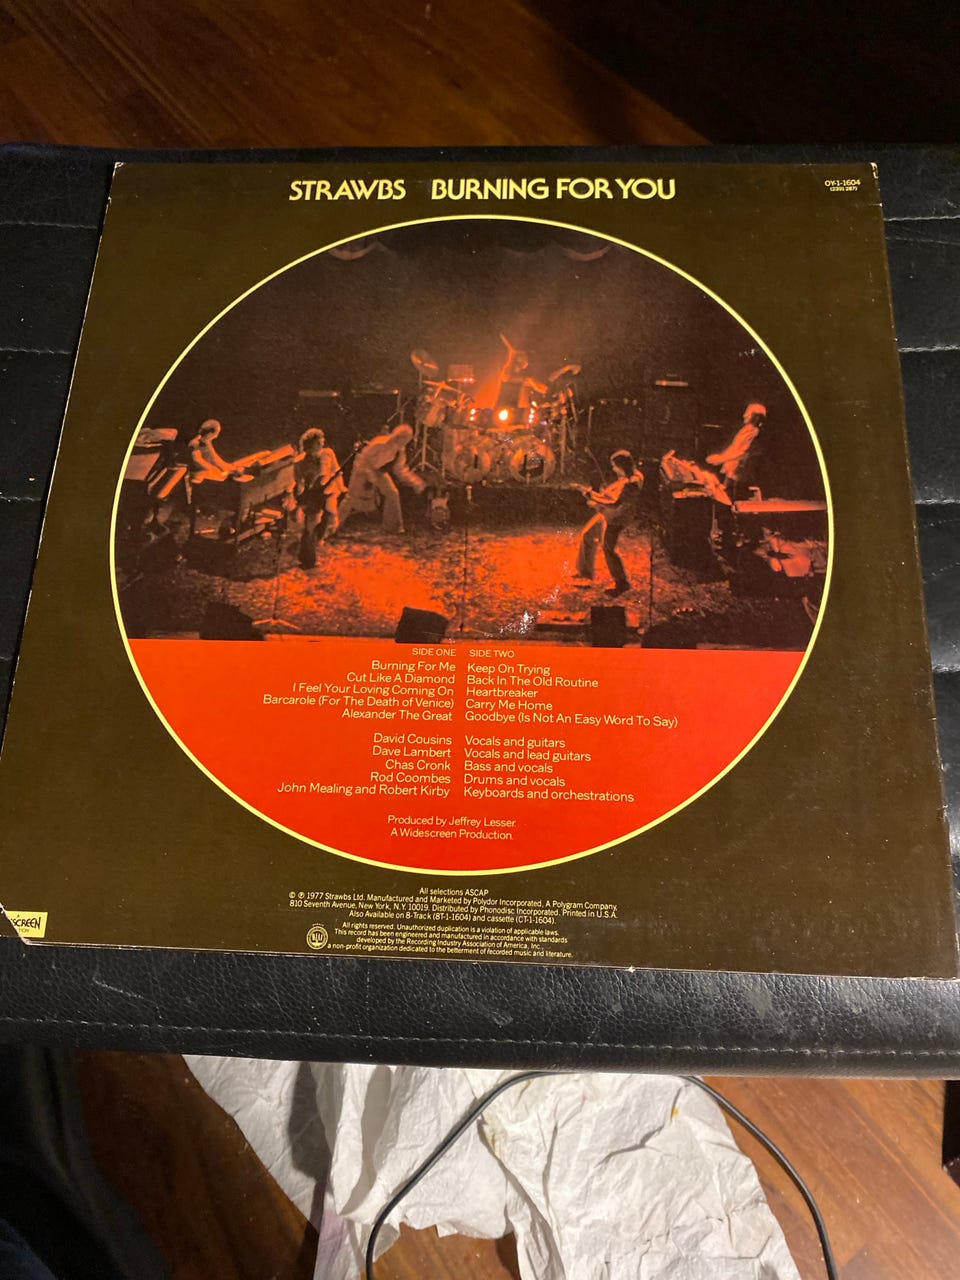 STRAWBS BURNING FOR YOU
OY-1-1604
(2391 287)
SIDE ONE SIDE TWO
Burning For Me Keep On Trying
Cut Like A Diamond Back In The Old Routine
I Feel Your Loving Coming On Heartbreaker
Barcarole (For The Death of Venice) Carry Me Home
Alexander The Great Goodbye (Is Not An Easy Word To Say)
David Cousins Vocals and guitars
Dave Lambert Vocals and lead guitars
Chas Cronk Bass and vocals
Rod Coombes Drums and vocals
John Mealing and Robert Kirby Keyboards and orchestrations
Produced by Jeffrey Lesser.
A Widescreen Production.
All selections ASCAP
© ℗ 1977 Strawbs Ltd. Manufactured and Marketed by Polydor Incorporated, A Polygram Company,
810 Seventh Avenue, New York, N.Y. 10019. Distributed by Phonodisc Incorporated. Printed in U.S.A.
Also Available on 8-Track (8T-1-1604) and cassette (CT-1-1604).
All rights reserved. Unauthorized duplication is a violation of applicable laws.
This record has been engineered and manufactured in accordance with standards
developed by the Recording Industry Association of America, Inc.,
a non-profit organization dedicated to the betterment of recorded music and literature.
A
SCREEN